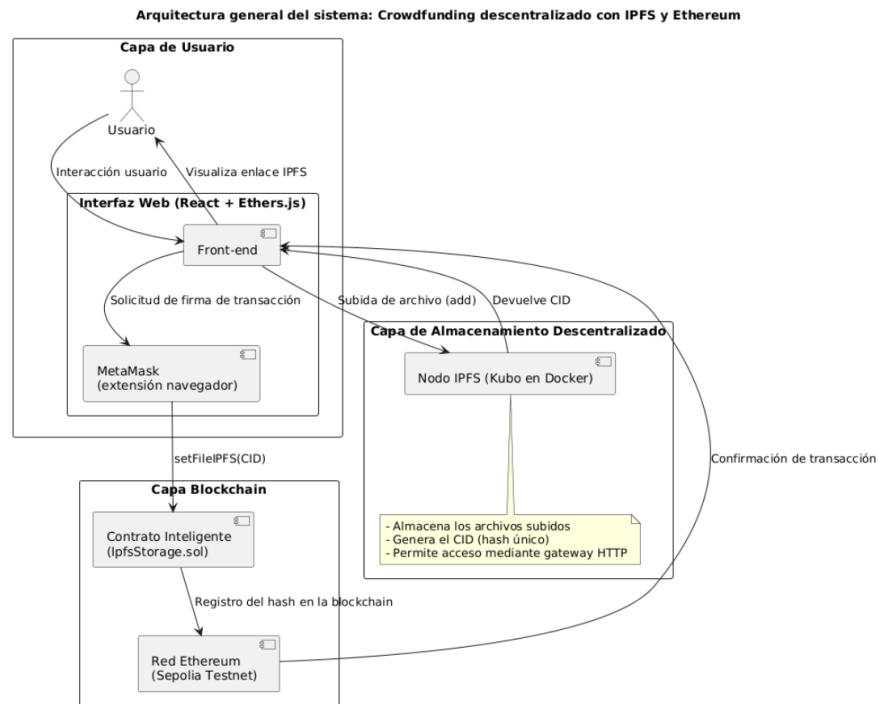 Arquitectura general del sistema: Crowdfunding descentralizado con IPFS y Ethereum
Capa de Usuario
Usuario
Interacción usuario
Visualiza enlace IPFS
Interfaz Web (React + Ethers.js)
Front-end
Solicitud de firma de transacción
Subida de archivo (add)
Devuelve CID
Capa de Almacenamiento Descentralizado
MetaMask
(extensión navegador)
Nodo IPFS (Kubo en Docker)
setFileIPFS(CID)
Confirmación de transacción
Capa Blockchain
Contrato Inteligente
(IpfsStorage.sol)
- Almacena los archivos subidos
- Genera el CID (hash único)
- Permite acceso mediante gateway HTTP
Registro del hash en la blockchain
Red Ethereum
(Sepolia Testnet)